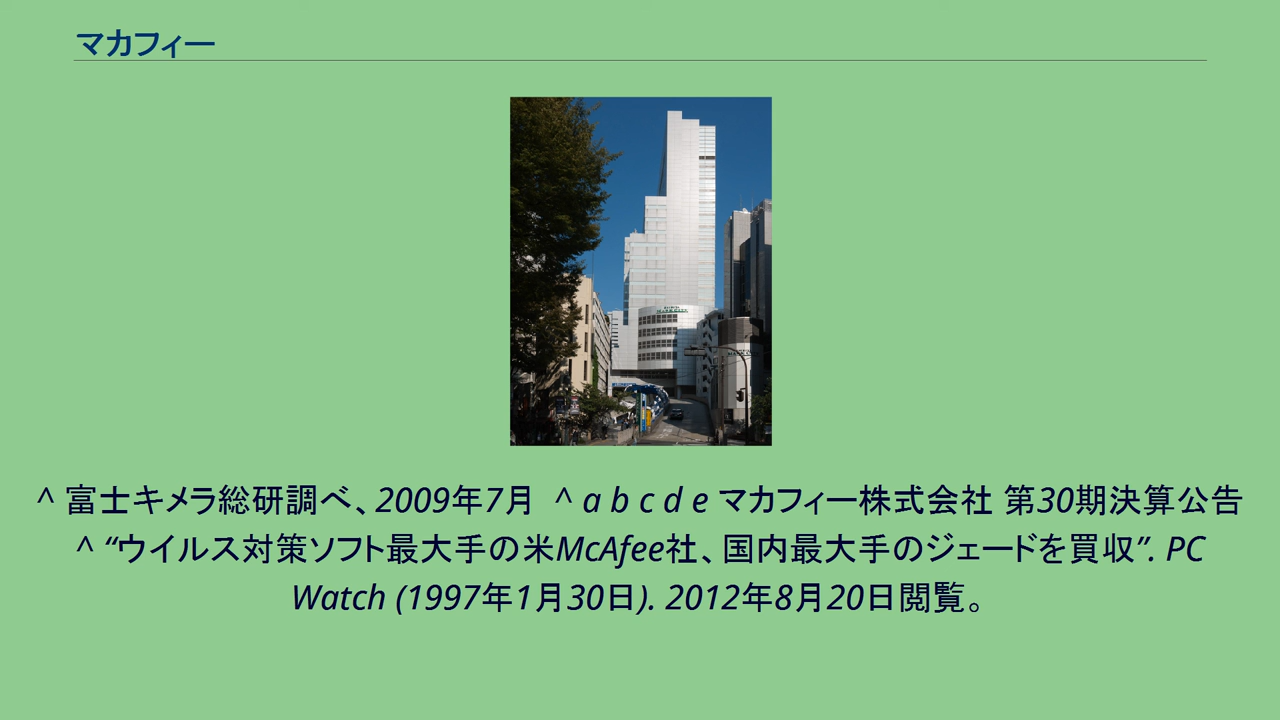 マカフィー
^ 富士キメラ総研調べ、2009年7月 ^ a b c d e マカフィー株式会社 第30期決算公告
^ “ウイルス対策ソフト最大手の米McAfee社、国内最大手のジェードを買収”. PC
Watch (1997年1月30日). 2012年8月20日閲覧。